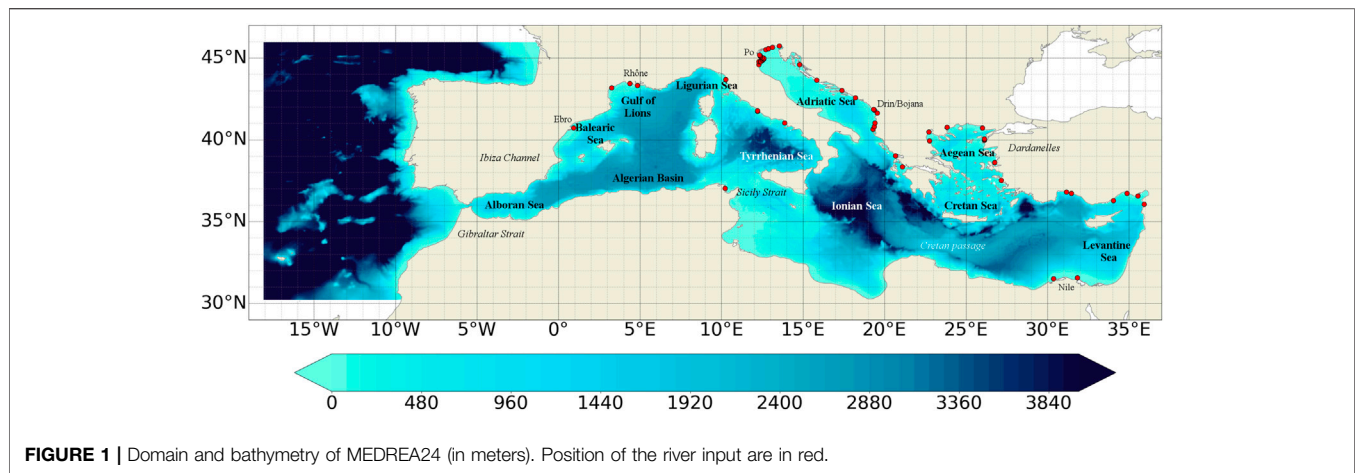 45°N
40°N
35°N
30°N
Po
Rhône
Ligurian Sea
Gulf of
Lions
Adriatic Sea
Drin/Bojana
Ebro
Balearic
Sea
Dardanelles
Aegean Sea
Ibiza Channel
Tyrrhenian Sea
Algerian Basin
Sicily Strait
Alboran Sea
Ionian Sea
Cretan Sea
Gibraltar Strait
Cretan passage
Levantine
Sea
Nile
15°W 10°W 5°W 0° 5°E 10°E 15°E 20°E 25°E 30°E 35°E
0 480 960 1440 1920 2400 2880 3360 3840
FIGURE 1 | Domain and bathymetry of MEDREA24 (in meters). Position of the river input are in red.